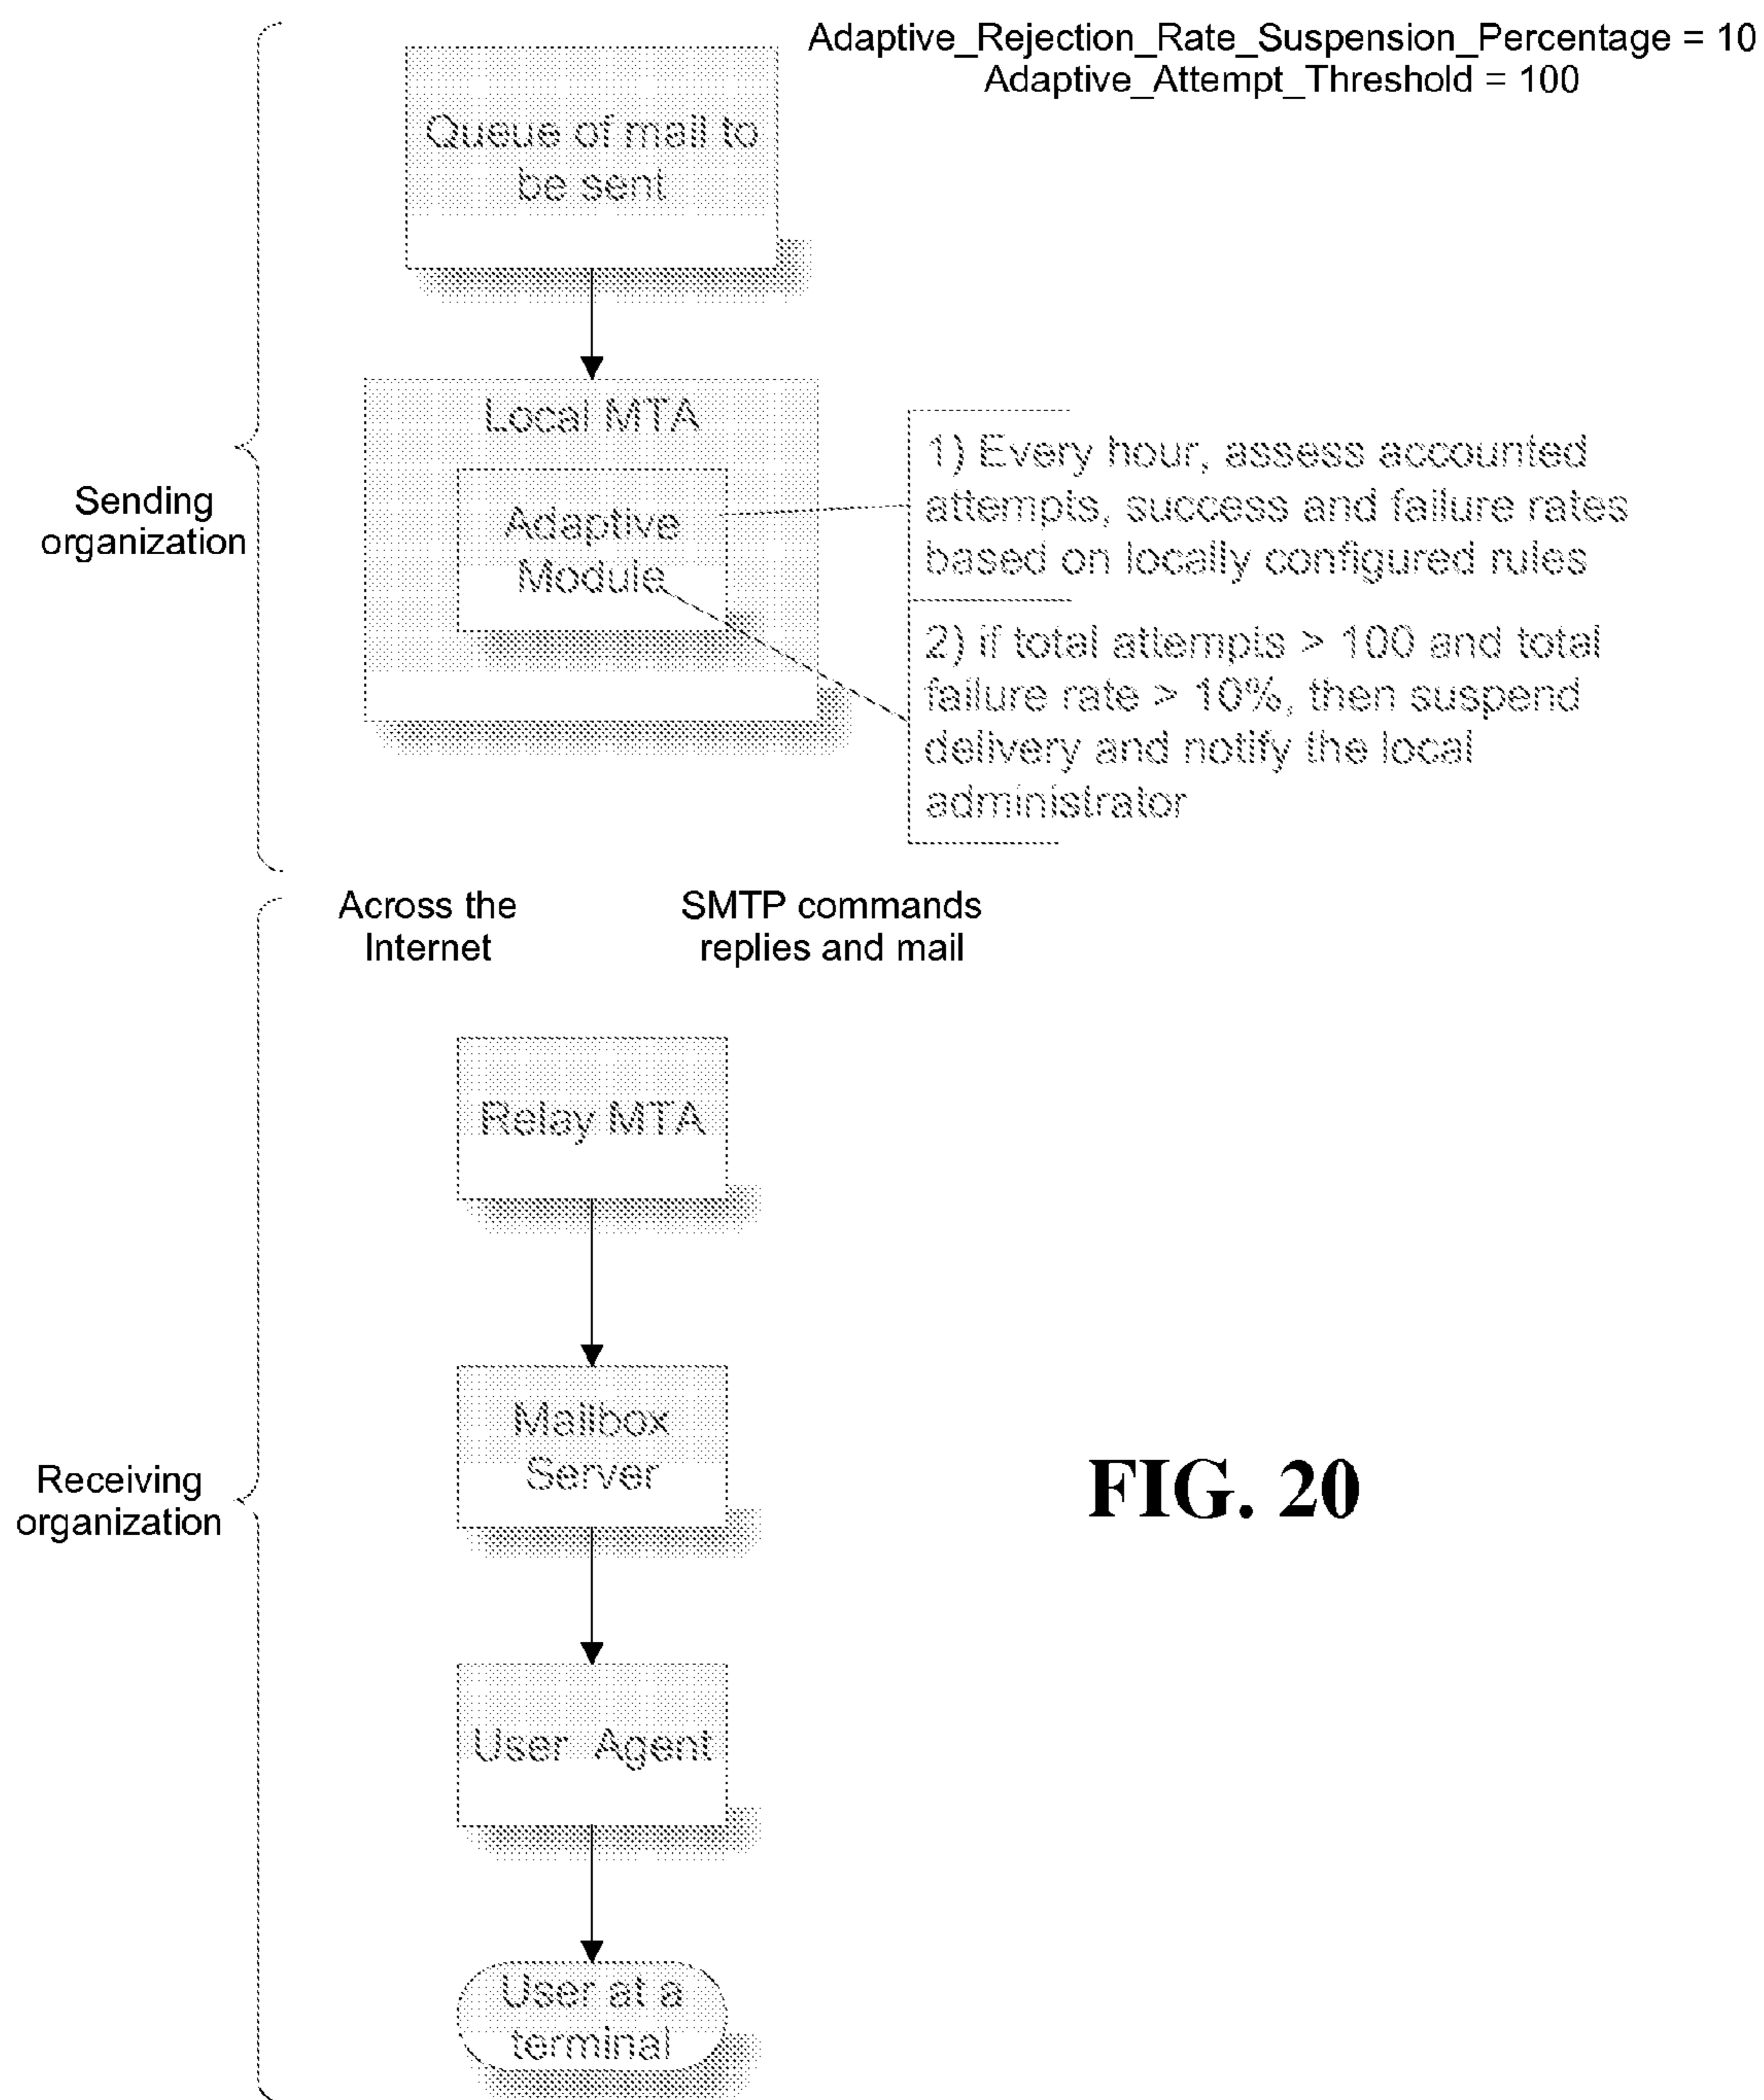 Adaptive_Rejection_Rate_Suspension_Percentage = 10
Adaptive_Attempt_Threshold = 100
Queue of mail to
be sent
Local MTA
Adaptive
Module
1) Every hour, assess accounted
attempts, success and failure rates
based on locally configured rules
2) if total attempts > 100 and total
failure rate > 10%, then suspend
delivery and notify the local
administrator
Sending
organization
Across the
Internet
SMTP commands
replies and mail
Relay MTA
Mailbox
Server
User Agent
User at a
terminal
Receiving
organization
FIG. 20